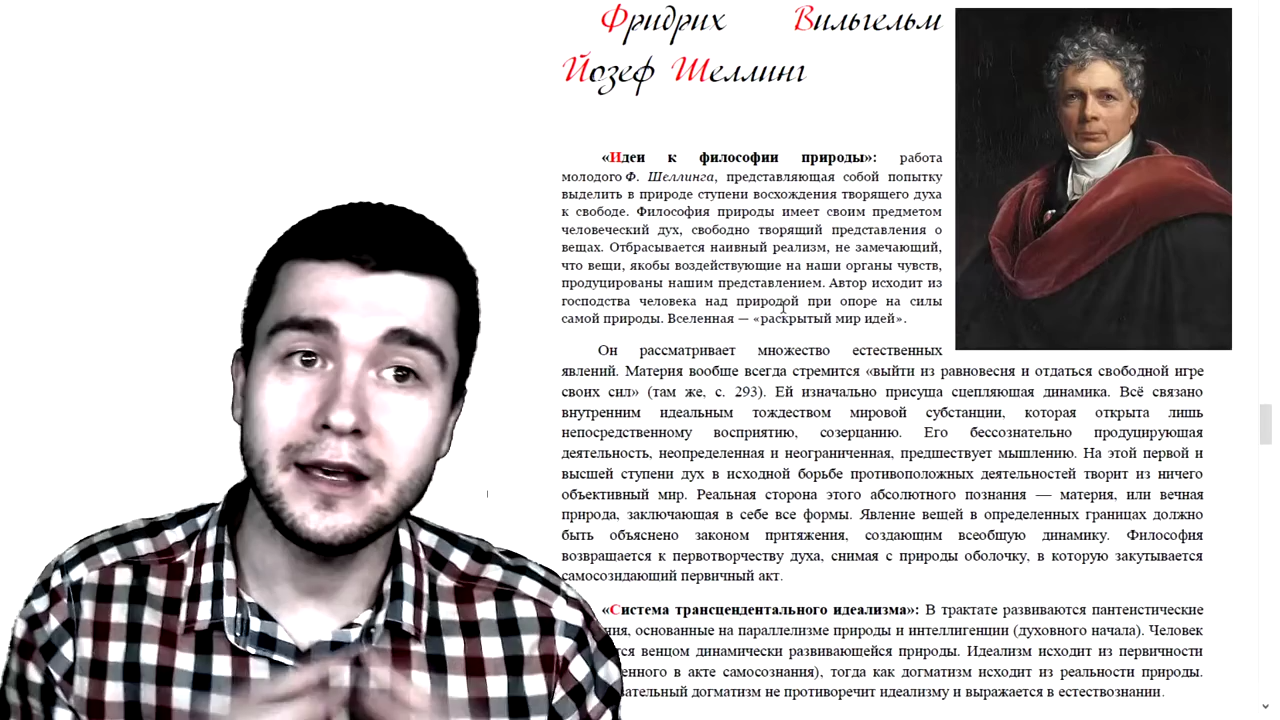 Фридрих Вильгельм
Йозеф Шеллинг
«Идеи к философии природы»: работа
молодого Ф. Шеллинга, представляющая собой попытку
выделить в природе ступени восхождения творящего духа
к свободе. Философия природы имеет своим предметом
человеческий дух, свободно творящий представления о
вещах. Отбрасывается наивный реализм, не замечающий,
что вещи, якобы воздействующие на наши органы чувств,
продуцированы нашим представлением. Автор исходит из
господства человека над природой при опоре на силы
самой природы. Вселенная — «раскрытый мир идей».
Он рассматривает множество естественных
явлений. Материя вообще всегда стремится «выйти из равновесия и отдаться свободной игре
своих сил» (там же, с. 293). Ей изначально присуща сцепляющая динамика. Всё связано
внутренним идеальным тождеством мировой субстанции, которая открыта лишь
непосредственному восприятию, созерцанию. Его бессознательно продуцирующая
деятельность, неопределенная и неограниченная, предшествует мышлению. На этой первой и
высшей ступени дух в исходной борьбе противоположных деятельностей творит из ничего
объективный мир. Реальная сторона этого абсолютного познания — материя, или вечная
природа, заключающая в себе все формы. Явление вещей в определенных границах должно
быть объяснено законом притяжения, создающим всеобщую динамику. Философия
возвращается к первотворчеству духа, снимая с природы оболочку, в которую закутывается
самосозидающий первичный акт.
«Система трансцендентального идеализма»: В трактате развиваются пантеистические
основанные на параллелизме природы и интеллигенции (духовного начала). Человек
венцом динамически развивающейся природы. Идеализм исходит из первичности
в акте самосознания), тогда как догматизм исходит из реальности природы.
догматизм не противоречит идеализму и выражается в естествознании.